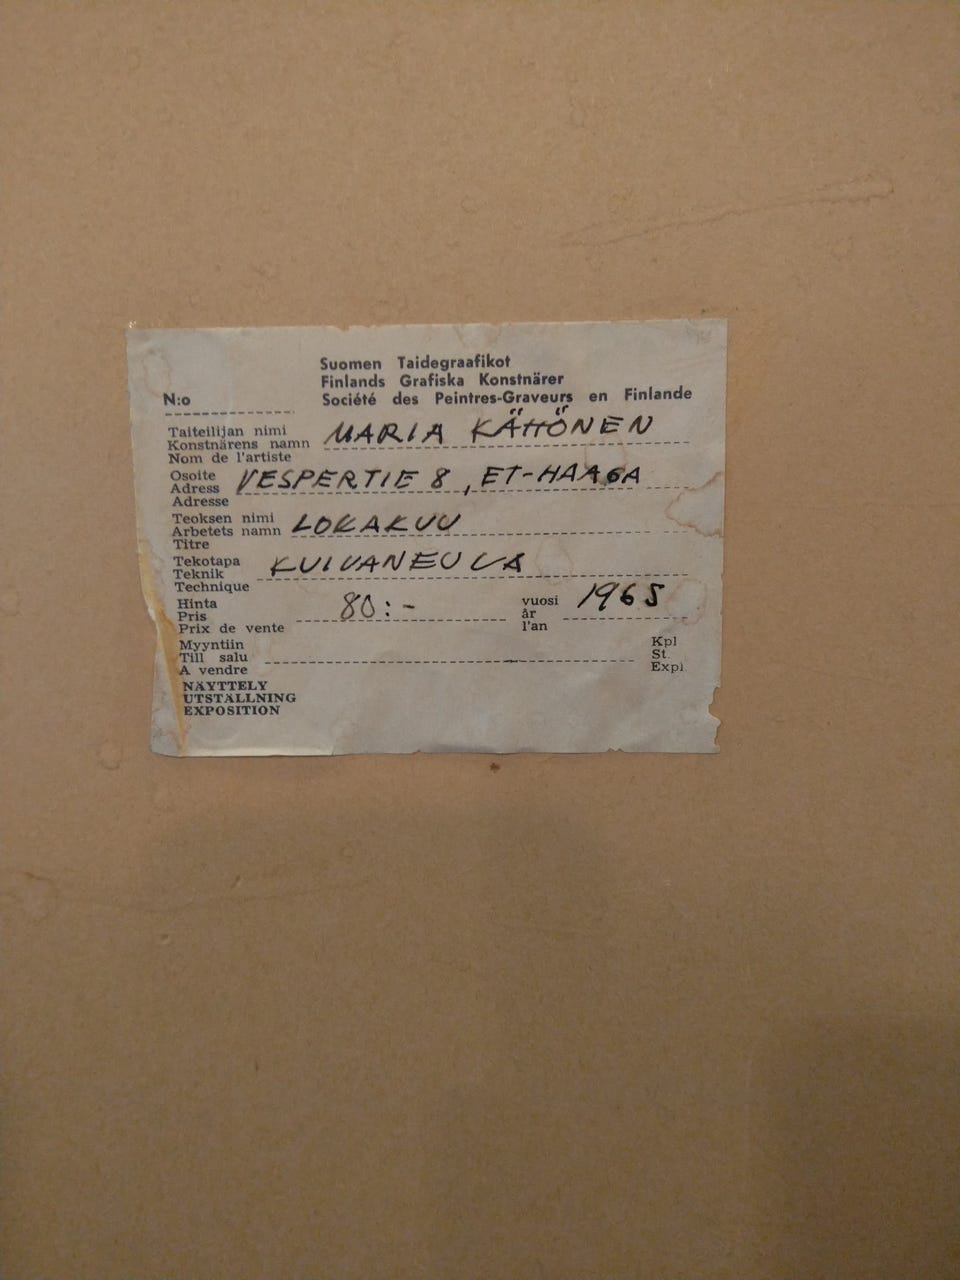 Suomen Taidegraafikot
Finlands Grafiska Konstnärer
N:o Société des Peintres-Graveurs en Finlande
Taiteilijan nimi
Konstnärens namn MARIA KÄHÖNEN
Nom de l'artiste
Osoite
Adress VESPERTIE 8, ET-HAAGA
Adresse
Teoksen nimi
Arbetets namn LOKAKUU
Titre
Tekotapa
Teknik KUIVANEULA
Technique
Hinta
Pris 80:-
Prix de vente
vuosi
år 1965
l'an
Myyntiin
Till salu
A vendre
Kpl
St.
Expl
NÄYTTELY
UTSTÄLLNING
EXPOSITION